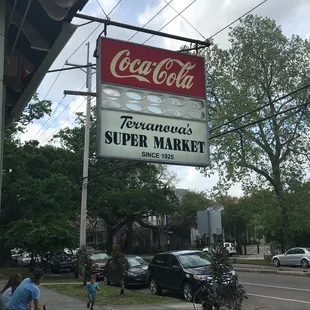 Coca-Cola
Terranova's
SUPER MARKET
SINCE 1925